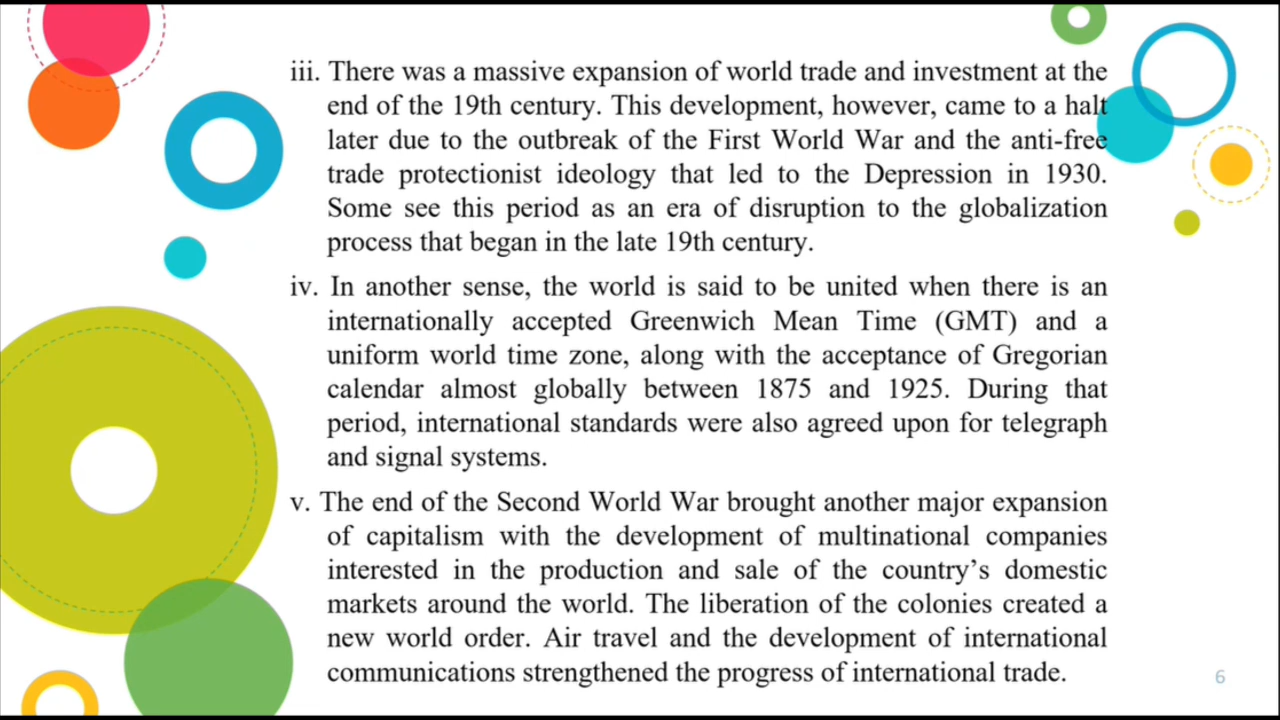 iii. There was a massive expansion of world trade and investment at the
end of the 19th century. This development, however, came to a halt
later due to the outbreak of the First World War and the anti-free
trade protectionist ideology that led to the Depression in 1930.
Some see this period as an era of disruption to the globalization
process that began in the late 19th century.
iv. In another sense, the world is said to be united when there is an
internationally accepted Greenwich Mean Time (GMT) and a
uniform world time zone, along with the acceptance of Gregorian
calendar almost globally between 1875 and 1925. During that
period, international standards were also agreed upon for telegraph
and signal systems.
v. The end of the Second World War brought another major expansion
of capitalism with the development of multinational companies
interested in the production and sale of the country’s domestic
markets around the world. The liberation of the colonies created a
new world order. Air travel and the development of international
communications strengthened the progress of international trade.
6